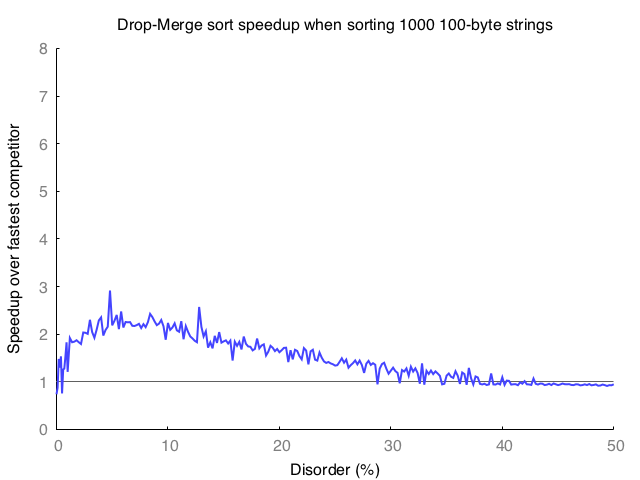 Drop-Merge sort speedup when sorting 1000 100-byte strings
8
7
6
5
4
3
2
1
0
Speedup over fastest competitor
0 10 20 30 40 50
Disorder (%)